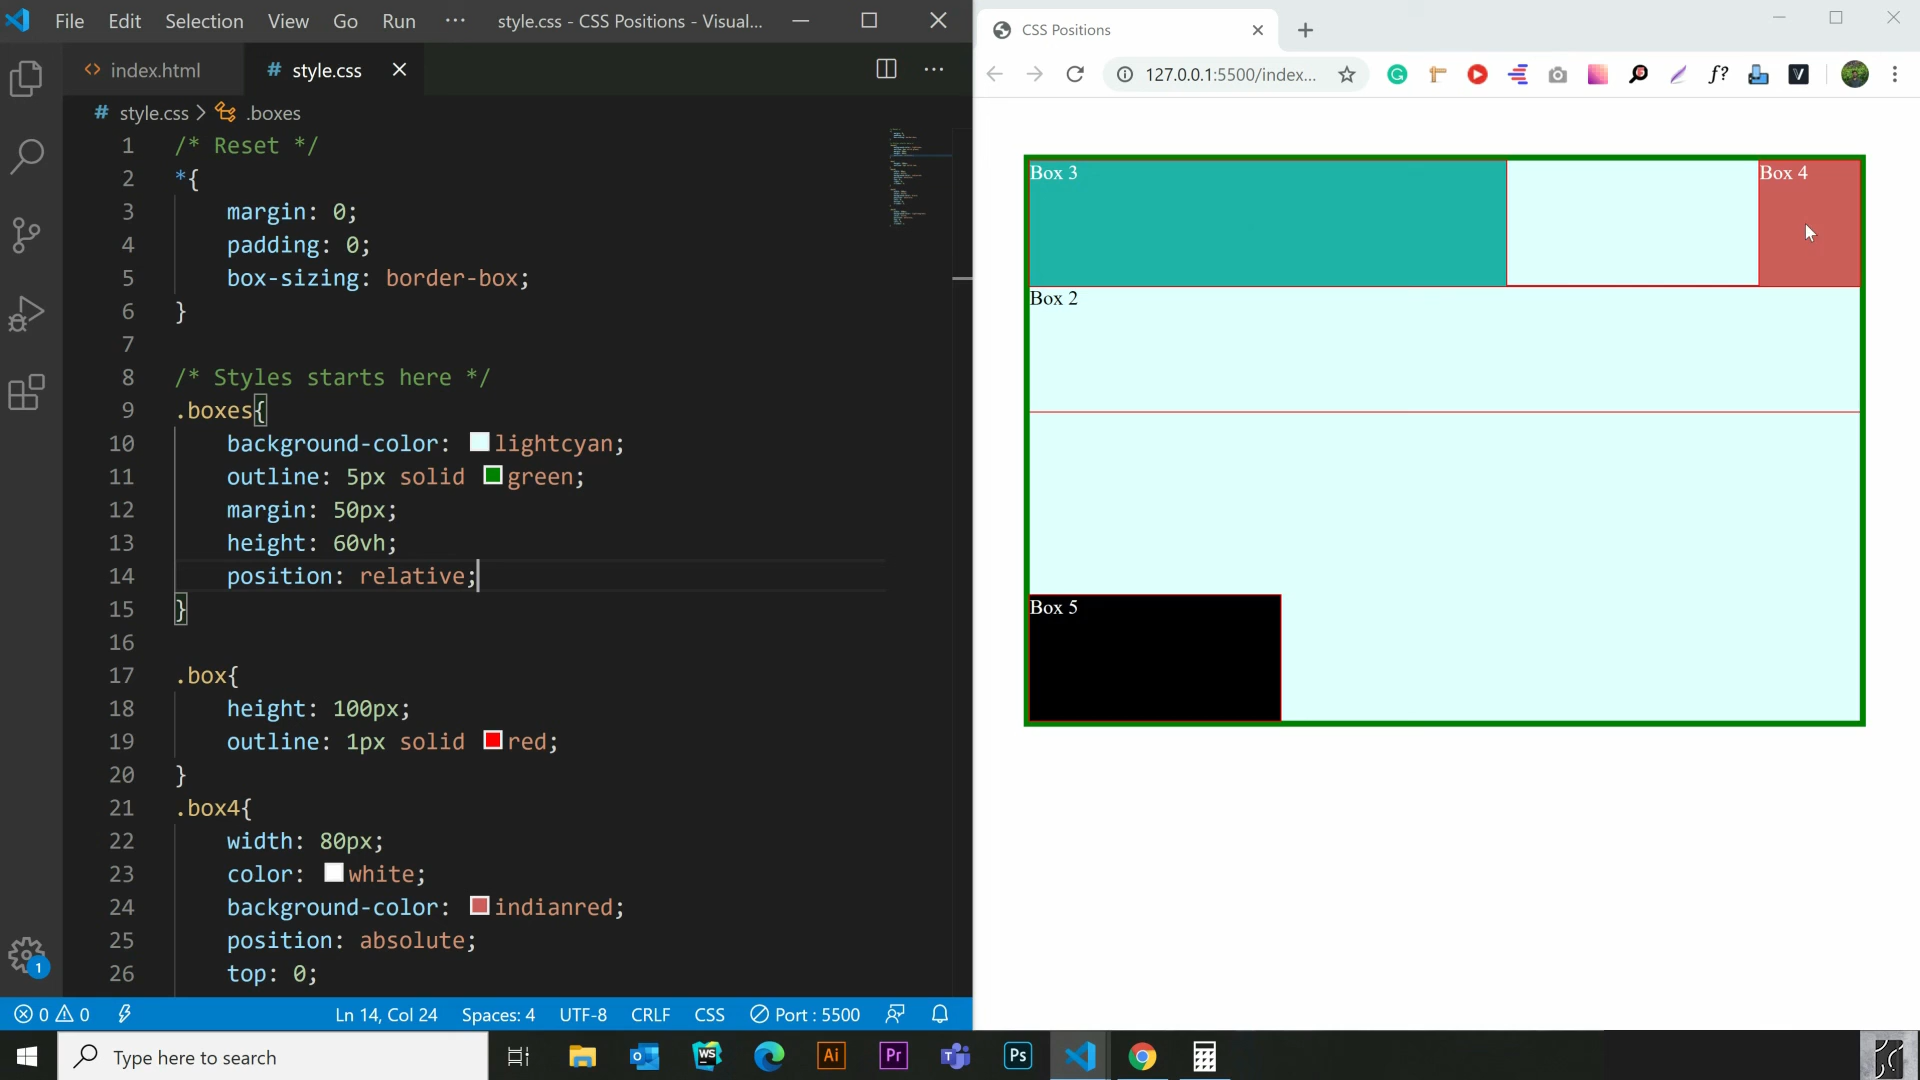 File Edit Selection View Go Run ··· style.css - CSS Positions - Visual...
index.html # style.css
# style.css > .boxes
1 /* Reset */
2 *{
3 margin: 0;
4 padding: 0;
5 box-sizing: border-box;
6 }
7
8 /* Styles starts here */
9 .boxes{
10 background-color: lightcyan;
11 outline: 5px solid green;
12 margin: 50px;
13 height: 60vh;
14 position: relative;
15 }
16
17 .box{
18 height: 100px;
19 outline: 1px solid red;
20 }
21 .box4{
22 width: 80px;
23 color: white;
24 background-color: indianred;
25 position: absolute;
26 top: 0;
1
0 0 Ln 14, Col 24 Spaces: 4 UTF-8 CRLF CSS Port : 5500
CSS Positions
127.0.0.1:5500/index...
G f? V
Box 3 Box 4
Box 2
Box 5
Type here to search
WS Ai Pr Ps